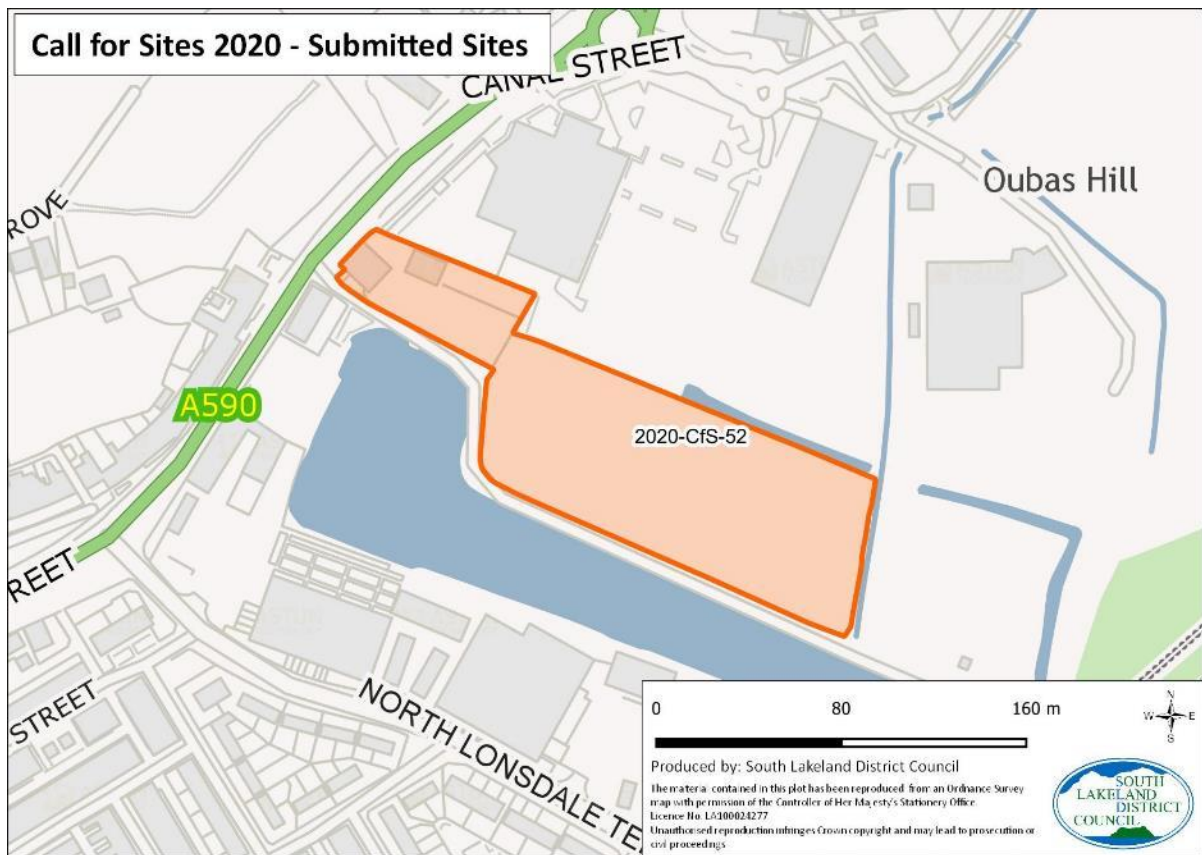 Call for Sites 2020 - Submitted Sites
CANAL STREET
Oubas Hill
ROVE
A590
2020-CfS-52
REET
STREET
NORTH LONSDALE TE
0 80 160 m
N
W E
S
Produced by: South Lakeland District Council
The material contained in this plot has been reproduced from an Ordnance Survey
map with permission of the Controller of Her Majesty's Stationery Office.
Licence No. LA100024277
Unauthorised reproduction infringes Crown copyright and may lead to prosecution or
civil proceedings
SOUTH
LAKELAND
DISTRICT
COUNCIL